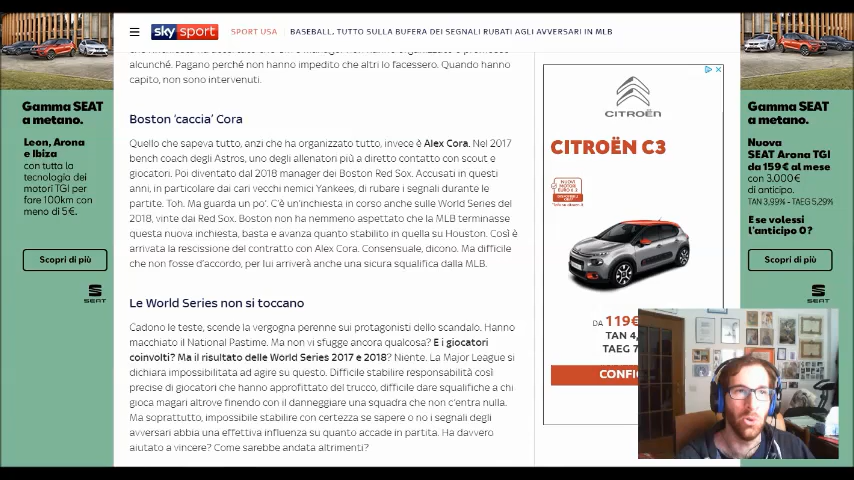 sky sport
SPORT USA
BASEBALL, TUTTO SULLA BUFERA DEI SEGNALI RUBATI AGLI AVVERSARI IN MLB
alcunché. Pagano perché non hanno impedito che altri lo facessero. Quando hanno
capito, non sono intervenuti.
Boston 'caccia' Cora
Quello che sapeva tutto, anzi che ha organizzato tutto, invece è Alex Cora. Nel 2017
bench coach degli Astros, uno degli allenatori più a diretto contatto con scout e
giocatori. Poi diventato dal 2018 manager dei Boston Red Sox. Accusati in questi
anni, in particolare dai cari vecchi nemici Yankees, di rubare i segnali durante le
partite. Toh. Ma guarda un po'. C'è un'inchiesta in corso anche sulle World Series del
2018, vinte dai Red Sox. Boston non ha nemmeno aspettato che la MLB terminasse
questa nuova inchiesta, basta e avanza quanto stabilito in quella su Houston. Così è
arrivata la rescissione del contratto con Alex Cora. Consensuale, dicono. Ma difficile
che non fosse d'accordo, per lui arriverà anche una sicura squalifica dalla MLB.
Le World Series non si toccano
Cadono le teste, scende la vergogna perenne sui protagonisti dello scandalo. Hanno
macchiato il National Pastime. Ma non vi sfugge ancora qualcosa? E i giocatori
coinvolti? Ma il risultato delle World Series 2017 e 2018? Niente. La Major League si
dichiara impossibilitata ad agire su questo. Difficile stabilire responsabilità così
precise di giocatori che hanno approfittato del trucco, difficile dare squalifiche a chi
gioca magari altrove finendo con il danneggiare una squadra che non c'entra nulla.
Ma soprattutto, impossibile stabilire con certezza se sapere o no i segnali degli
avversari abbia una effettiva influenza su quanto accade in partita. Ha davvero
aiutato a vincere? Come sarebbe andata altrimenti?
Gamma SEAT
a metano.
Leon, Arona
e Ibiza
con tutta la
tecnologia dei
motori TGI per
fare 100km con
meno di 5€.
Scopri di più
SEAT
CITROËN
CITROËN C3
DA 119€
TAN 4,
TAEG 7
CONFIG
Gamma SEAT
a metano.
Nuova
SEAT Arona TGI
da 159€ al mese
con 3.000€
di anticipo.
TAN 3,99% - TAEG 5,29%
E se volessi
l'anticipo 0?
Scopri di più
SEAT